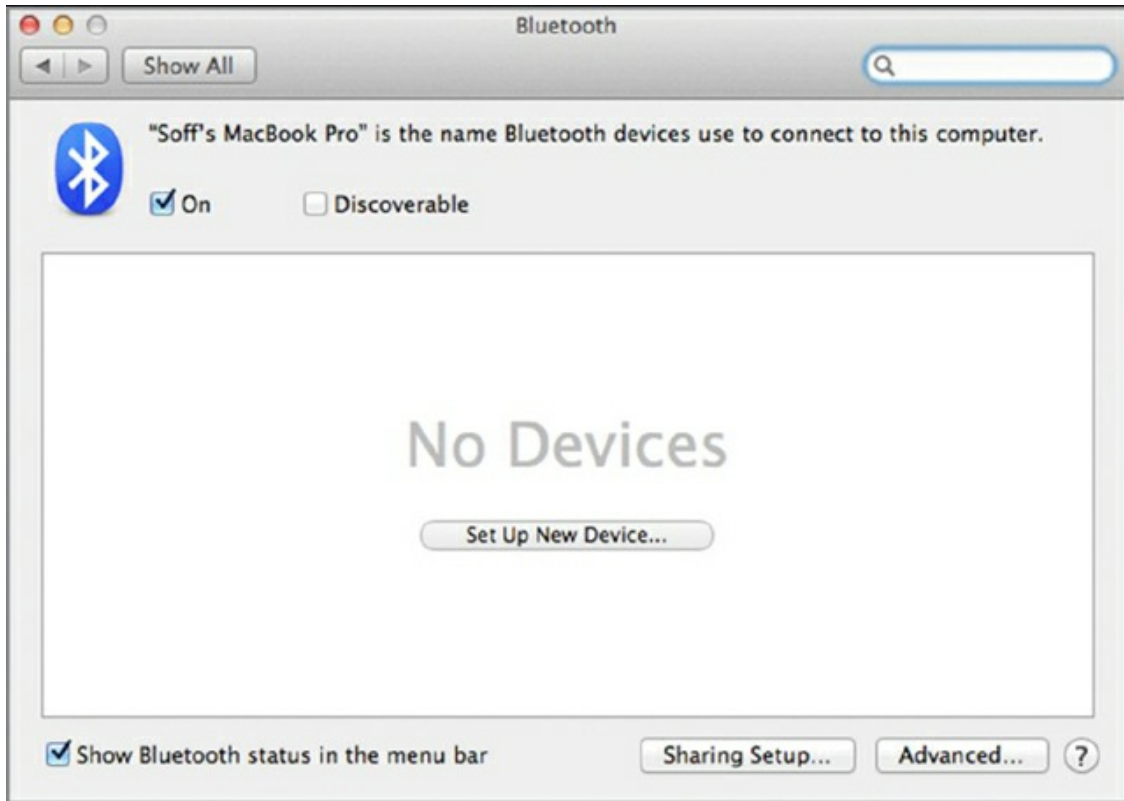 Bluetooth
Show All
"Soff's MacBook Pro" is the name Bluetooth devices use to connect to this computer.
On
Discoverable
No Devices
Set Up New Device...
Show Bluetooth status in the menu bar
Sharing Setup...
Advanced...
?